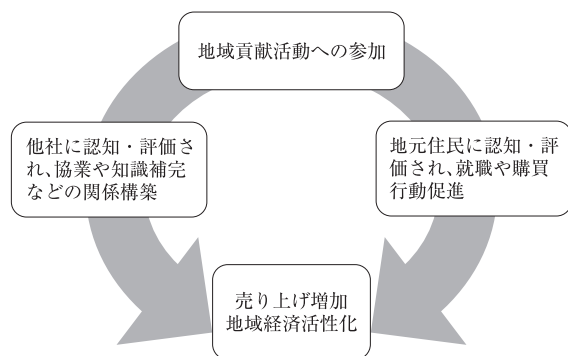 地域貢献活動への参加
他社に認知・評価さ
れ、協業や知識補完
などの関係構築
地元住民に認知・評
価され、就職や購買
行動促進
売り上げ増加
地域経済活性化